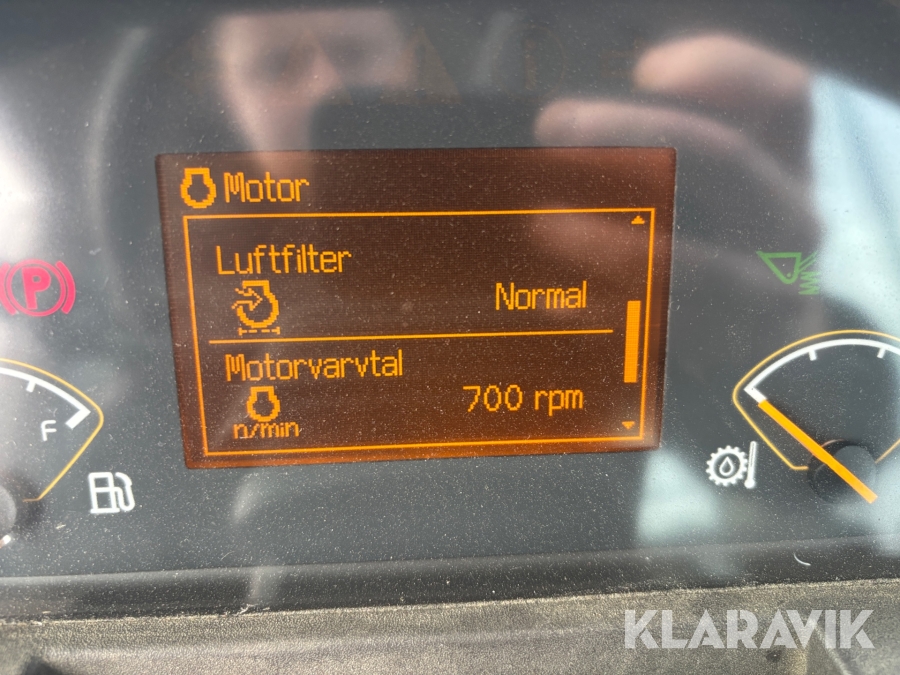 Motor
Luftfilter
Normal
Motorvarvtal
700 rpm
n/min
P
F
KLARAVIK